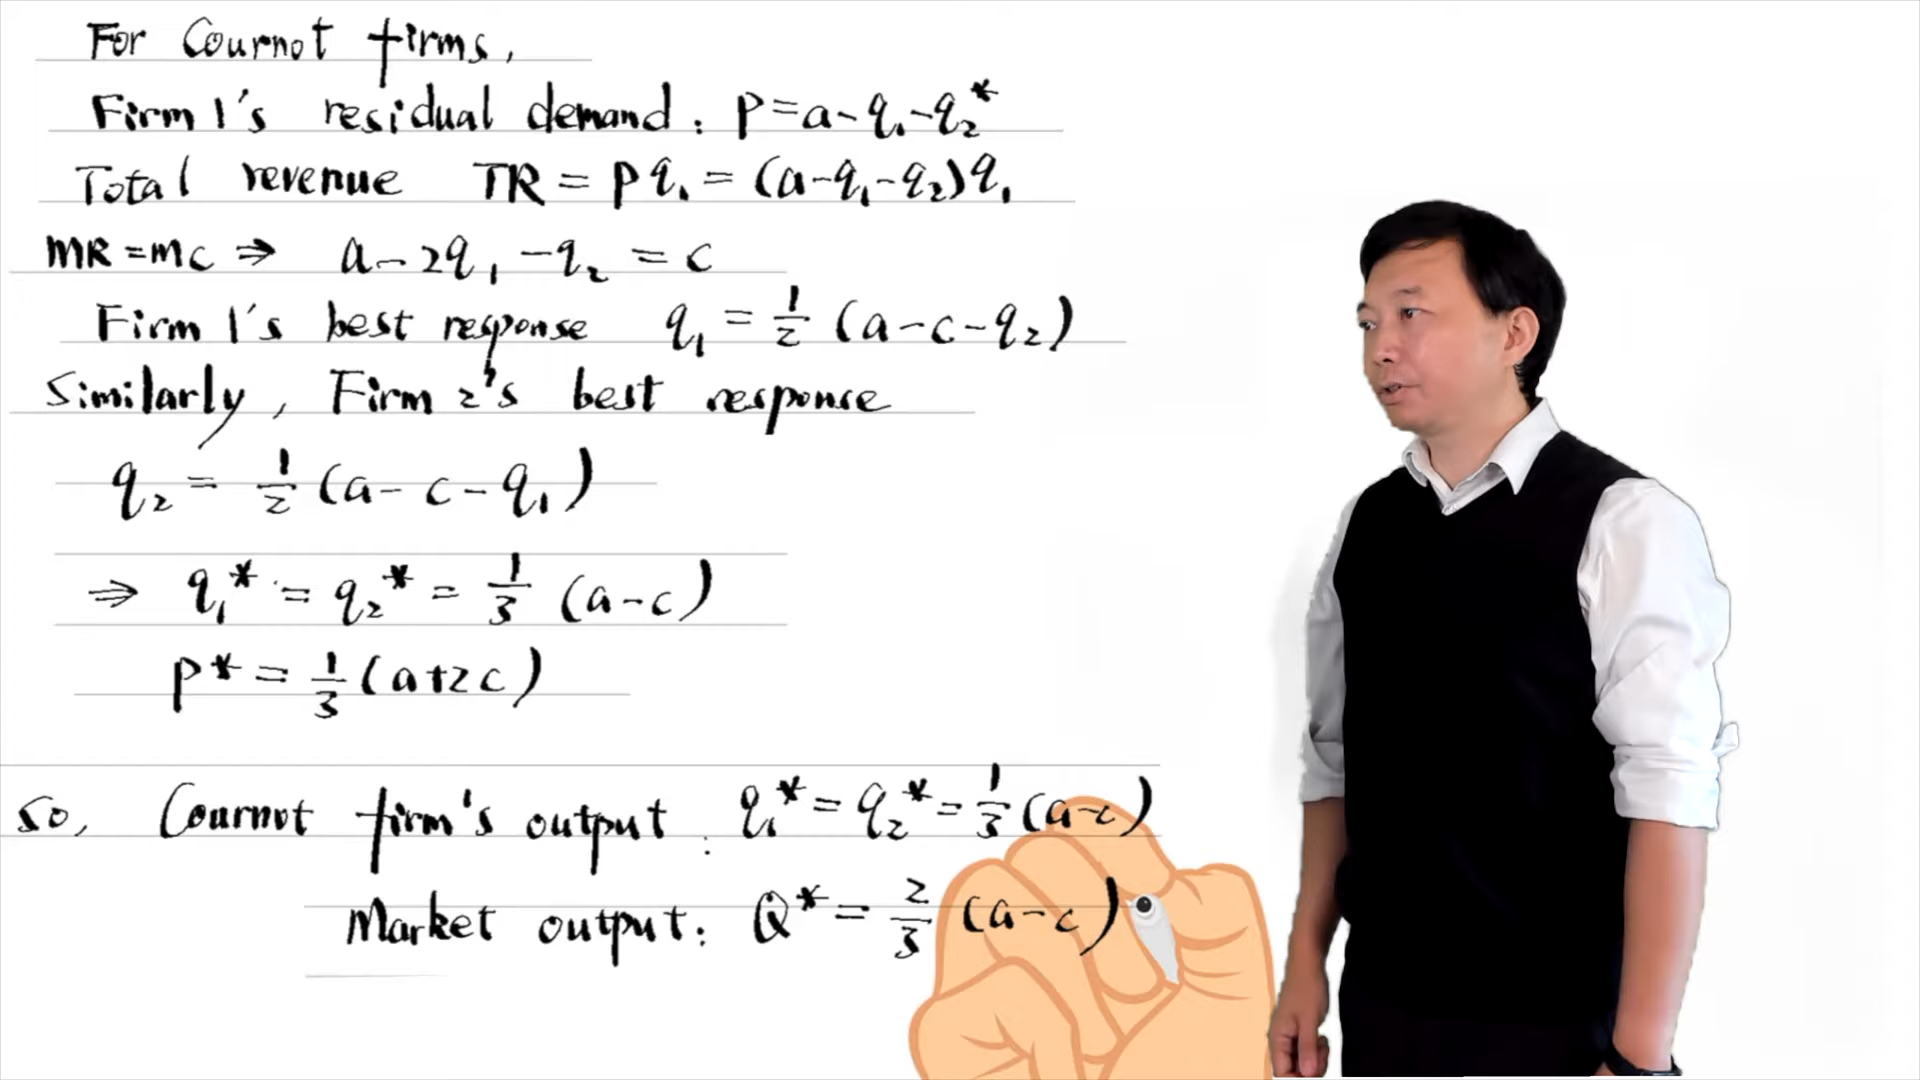 For Cournot firms,
Firm 1's residual demand: P=a-q₁-q₂*
Total revenue TR = Pq₁ = (a-q₁-q₂)q₁
MR=MC ⇒ a-2q₁-q₂ = c
Firm 1's best response q₁ = 1/2 (a-c-q₂)
Similarly, Firm 2's best response
q₂ = 1/2 (a-c-q₁)
⇒ q₁* = q₂* = 1/3 (a-c)
P* = 1/3 (a+2c)
So, Cournot firm's output: q₁* = q₂* = 1/3 (a-c)
Market output: Q* = 2/3 (a-c)